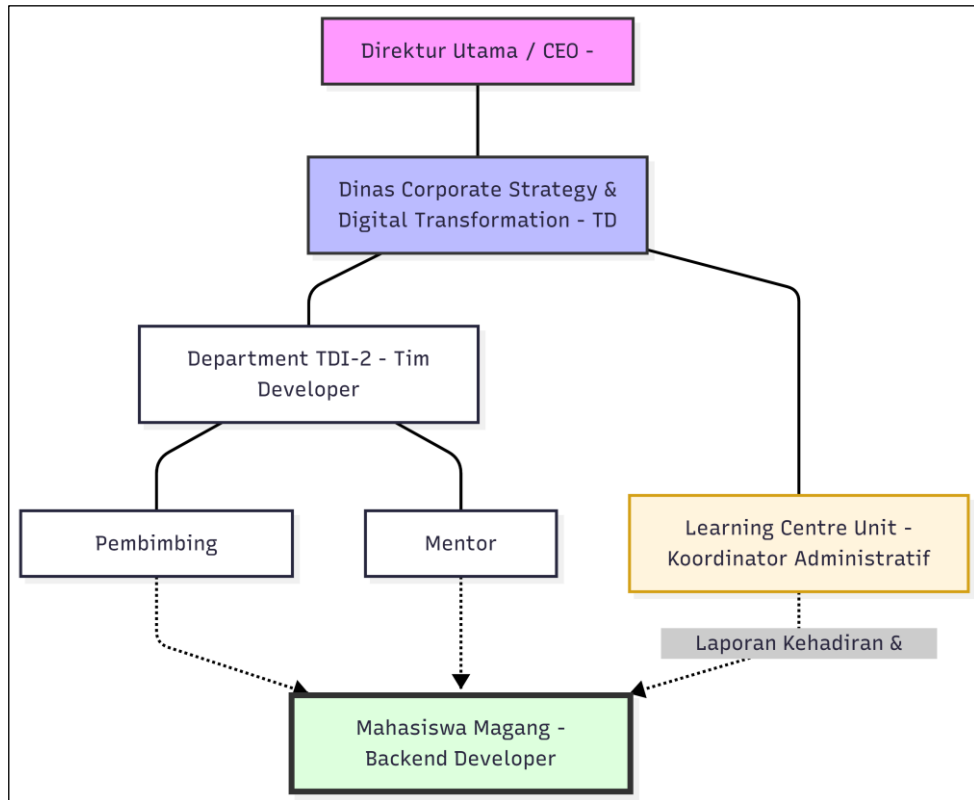 Direktur Utama / CEO -
Dinas Corporate Strategy &
Digital Transformation - TD
Department TDI-2 - Tim
Developer
Pembimbing
Mentor
Learning Centre Unit -
Koordinator Administratif
Laporan Kehadiran &
Mahasiswa Magang -
Backend Developer